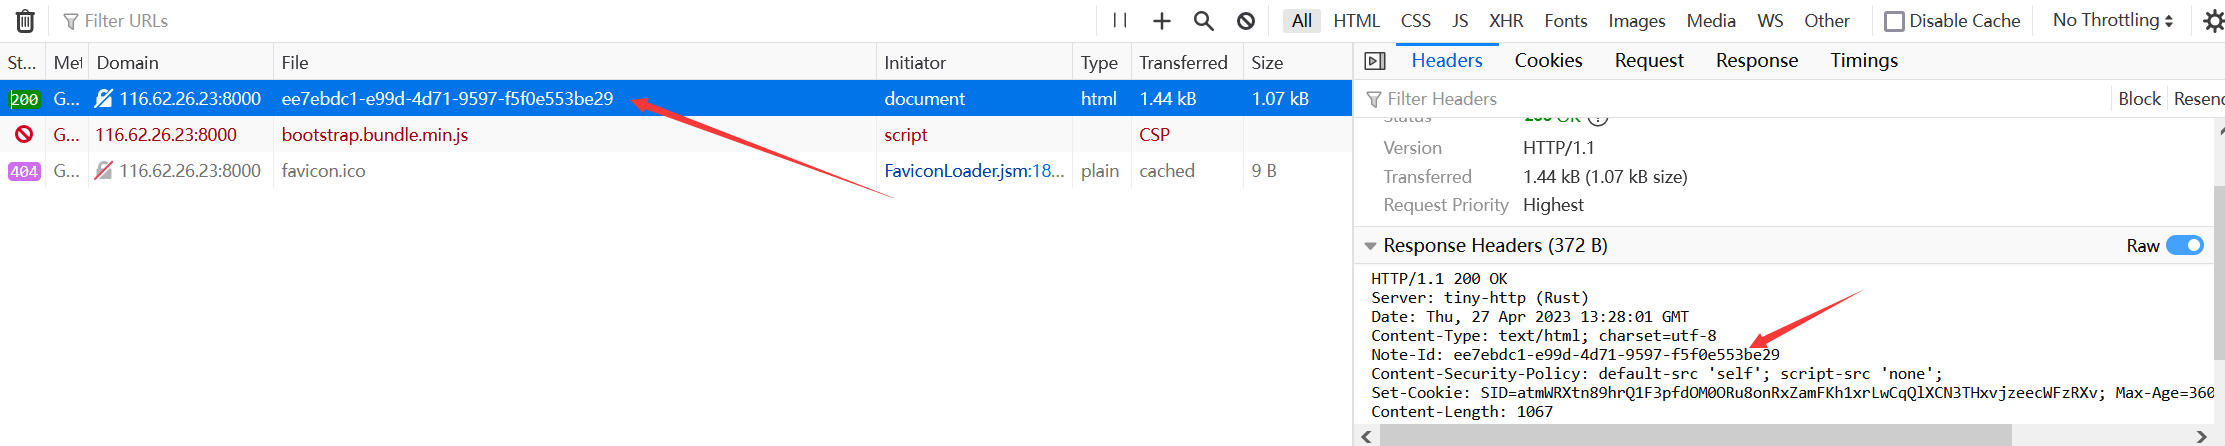 Filter URLs
All HTML CSS JS XHR Fonts Images Media WS Other
Disable Cache
No Throttling
St... Met Domain File Initiator Type Transferred Size
200 G... 116.62.26.23:8000 ee7ebdc1-e99d-4d71-9597-f5f0e553be29 document html 1.44 kB 1.07 kB
G... 116.62.26.23:8000 bootstrap.bundle.min.js script CSP
404 G... 116.62.26.23:8000 favicon.ico FaviconLoader.jsm:18... plain cached 9 B
Headers Cookies Request Response Timings
Filter Headers
Block Resend
Status 200 OK
Version HTTP/1.1
Transferred 1.44 kB (1.07 kB size)
Request Priority Highest
Response Headers (372 B)
Raw
HTTP/1.1 200 OK
Server: tiny-http (Rust)
Date: Thu, 27 Apr 2023 13:28:01 GMT
Content-Type: text/html; charset=utf-8
Note-Id: ee7ebdc1-e99d-4d71-9597-f5f0e553be29
Content-Security-Policy: default-src 'self'; script-src 'none';
Set-Cookie: SID=atmWRXtn89hrQ1F3pfdOM0ORu8onRxZamFKh1xrLwCqQlXCN3THxvjzeecWFzRXv; Max-Age=360
Content-Length: 1067